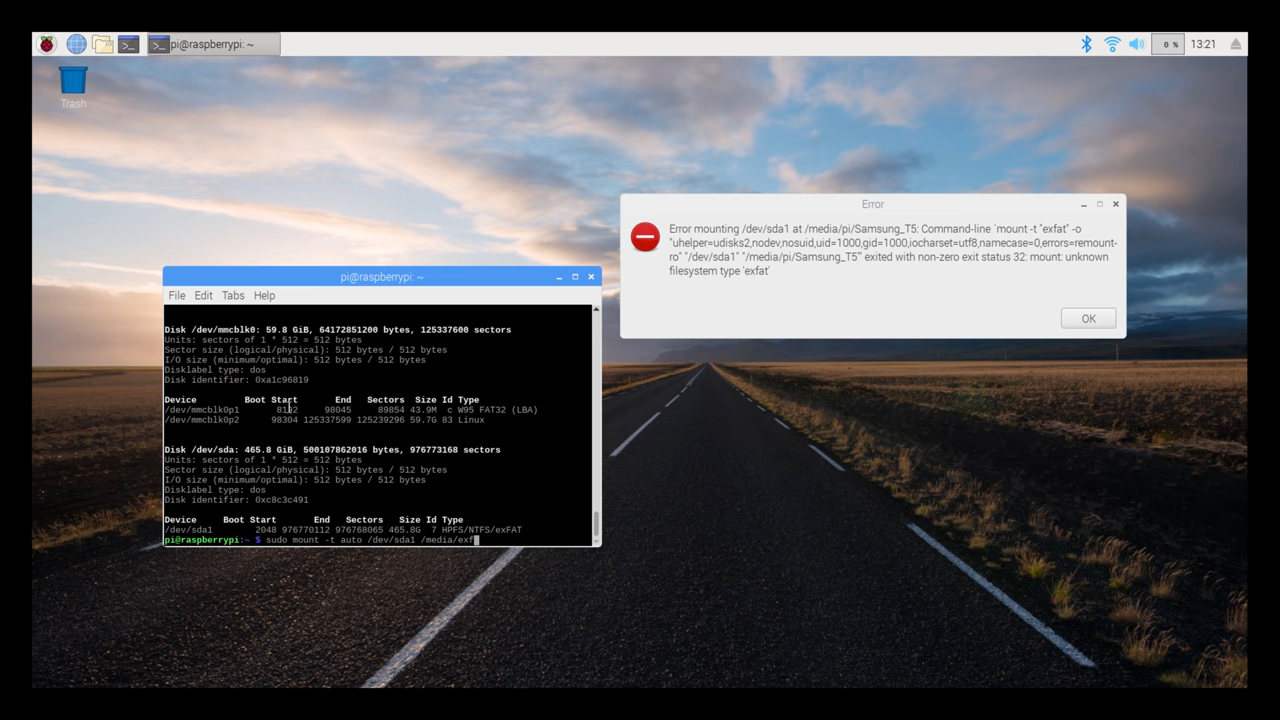 pi@raspberrypi: ~
0 %
13:21
Trash
Error
Error mounting /dev/sda1 at /media/pi/Samsung_T5: Command-line `mount -t "exfat" -o
"uhelper=udisks2,nodev,nosuid,uid=1000,gid=1000,iocharset=utf8,namecase=0,errors=remount-
ro" "/dev/sda1" "/media/pi/Samsung_T5"' exited with non-zero exit status 32: mount: unknown
filesystem type 'exfat'
OK
pi@raspberrypi: ~
File Edit Tabs Help
Disk /dev/mmcblk0: 59.8 GiB, 64172851200 bytes, 125337600 sectors
Units: sectors of 1 * 512 = 512 bytes
Sector size (logical/physical): 512 bytes / 512 bytes
I/O size (minimum/optimal): 512 bytes / 512 bytes
Disklabel type: dos
Disk identifier: 0xa1c96819
Device Boot Start End Sectors Size Id Type
/dev/mmcblk0p1 8192 98045 89854 43.9M c W95 FAT32 (LBA)
/dev/mmcblk0p2 98304 125337599 125239296 59.7G 83 Linux
Disk /dev/sda: 465.8 GiB, 500107862016 bytes, 976773168 sectors
Units: sectors of 1 * 512 = 512 bytes
Sector size (logical/physical): 512 bytes / 512 bytes
I/O size (minimum/optimal): 512 bytes / 512 bytes
Disklabel type: dos
Disk identifier: 0xc8c3c491
Device Boot Start End Sectors Size Id Type
/dev/sda1 2048 976770112 976768065 465.8G 7 HPFS/NTFS/exFAT
pi@raspberrypi:~ $ sudo mount -t auto /dev/sda1 /media/exf